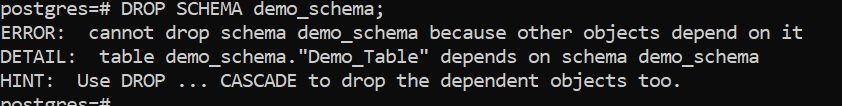 postgres=# DROP SCHEMA demo_schema;
ERROR:  cannot drop schema demo_schema because other objects depend on it
DETAIL:  table demo_schema."Demo_Table" depends on schema demo_schema
HINT:  Use DROP ... CASCADE to drop the dependent objects too.
postgres=#